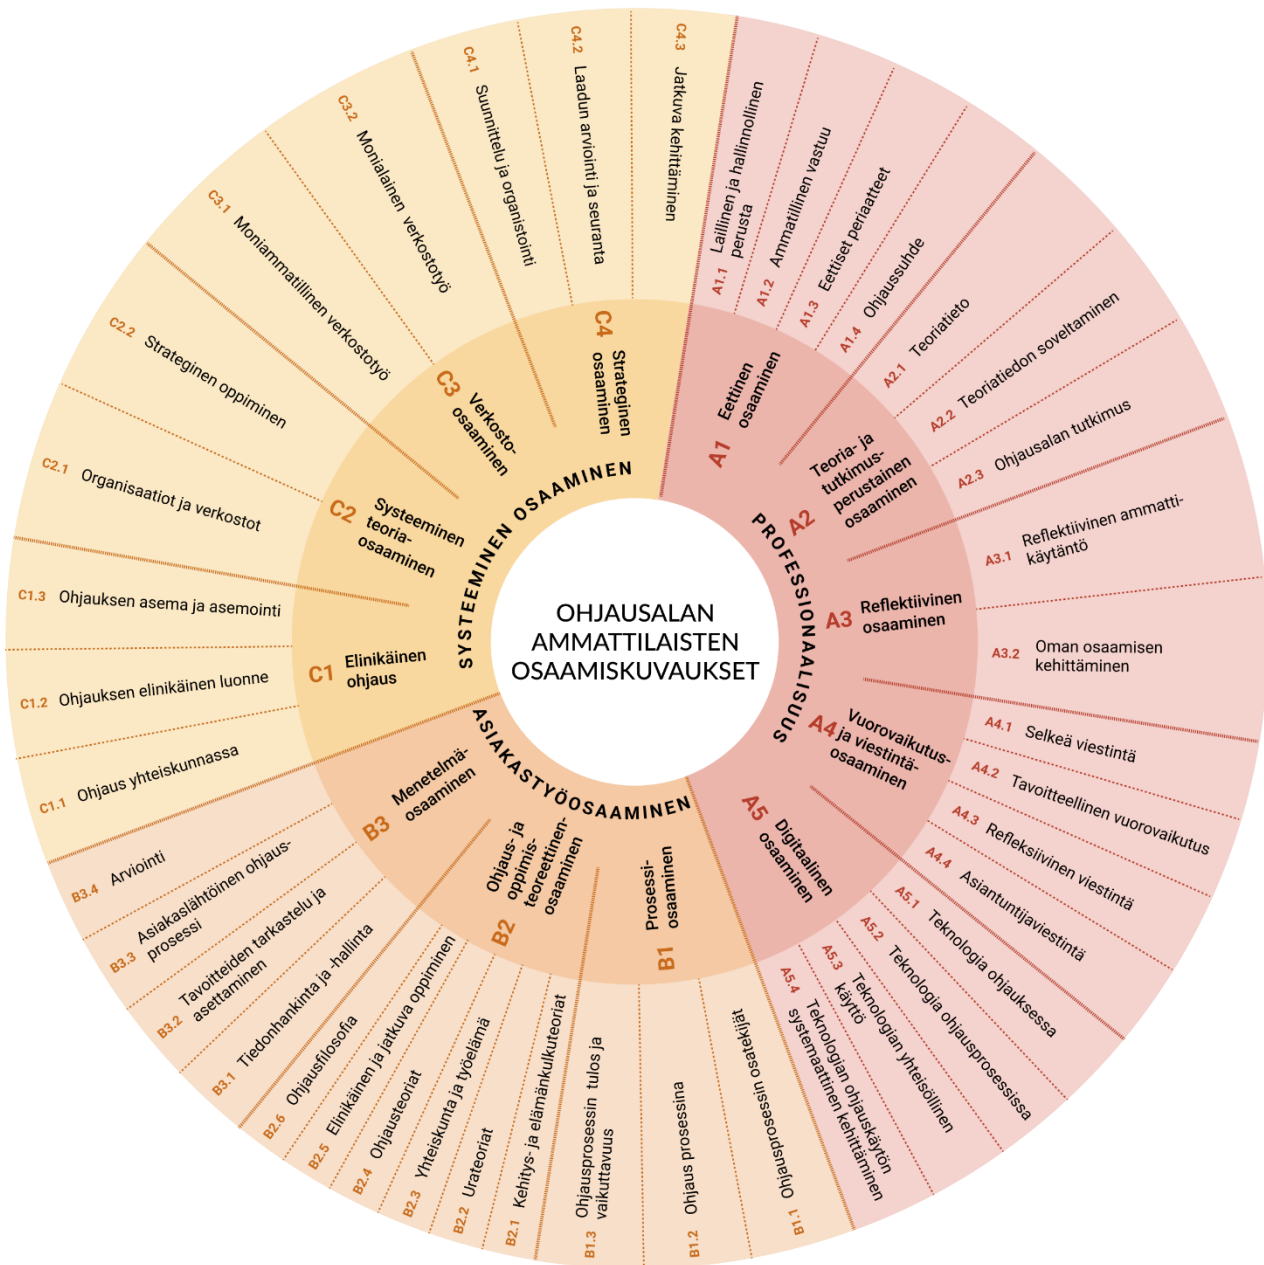 OHJAUSALAN
AMMATTILAISTEN
OSAAMISKUVAUKSET
PROFESSIONAALISUUS
A1
Eettinen
osaaminen
A1.1 Laillinen ja hallinnollinen
perusta
A1.2 Ammatillinen vastuu
A1.3 Eettiset periaatteet
A1.4 Ohjaussuhde
A2
Teoria- ja
tutkimus-
perustainen
osaaminen
A2.1 Teoriatieto
A2.2 Teoriatiedon soveltaminen
A2.3 Ohjausalan tutkimus
A3 Reflektiivinen
osaaminen
A3.1 Reflektiivinen ammatti-
käytäntö
A3.2 Oman osaamisen
kehittäminen
A4 Vuorovaikutus-
ja viestintä-
osaaminen
A4.1 Selkeä viestintä
A4.2 Tavoitteellinen vuorovaikutus
A4.3 Refleksiivinen viestintä
A4.4 Asiantuntijaviestintä
A5
Digitaalinen
osaaminen
A5.1 Teknologia ohjauksessa
A5.2 Teknologia ohjausprosessissa
A5.3 Teknologian yhteisöllinen
käyttö
A5.4 Teknologian ohjauskäytön
systemaattinen kehittäminen
ASIAKASTYÖOSAAMINEN
B1
Prosessi-
osaaminen
B1.1 Ohjausprosessin osatekijät
B1.2 Ohjaus prosessina
B1.3 Ohjausprosessin tulos ja
vaikuttavuus
B2
Ohjaus- ja
oppimis-
teoreettinen-
osaaminen
B2.1 Kehitys- ja elämänkulkuteoriat
B2.2 Urateoriat
B2.3 Yhteiskunta ja työelämä
B2.4 Ohjausteoriat
B2.5 Elinikäinen ja jatkuva oppiminen
B2.6 Ohjausfilosofia
B3
Menetelmä-
osaaminen
B3.1 Tiedonhankinta ja -hallinta
B3.2 Tavoitteiden tarkastelu ja
asettaminen
B3.3 Asiakaslähtöinen ohjaus-
prosessi
B3.4 Arviointi
SYSTEEMINEN OSAAMINEN
C1 Elinikäinen
ohjaus
C1.1 Ohjaus yhteiskunnassa
C1.2 Ohjauksen elinikäinen luonne
C1.3 Ohjauksen asema ja asemointi
C2 Systeeminen
teoria-
osaaminen
C2.1 Organisaatiot ja verkostot
C2.2 Strateginen oppiminen
C3
Verkosto-
osaaminen
C3.1 Moniammatillinen verkostotyö
C3.2 Monialainen verkostotyö
C4
Strateginen
osaaminen
C4.1 Suunnittelu ja organistointi
C4.2 Laadun arviointi ja seuranta
C4.3 Jatkuva kehittäminen